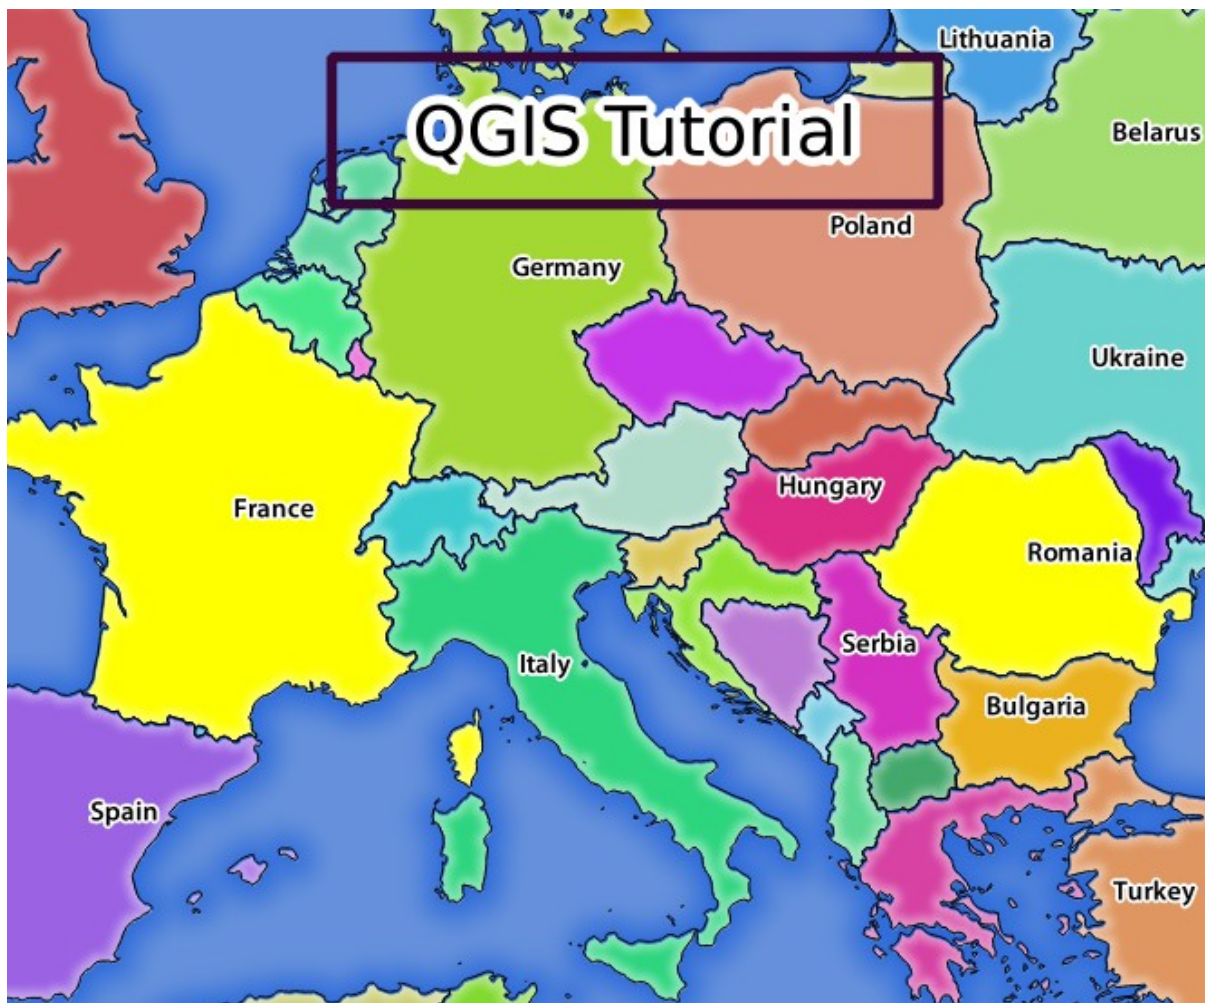 Lithuania
QGIS Tutorial
Belarus
Poland
Germany
Ukraine
Hungary
France
Romania
Serbia
Italy
Bulgaria
Spain
Turkey